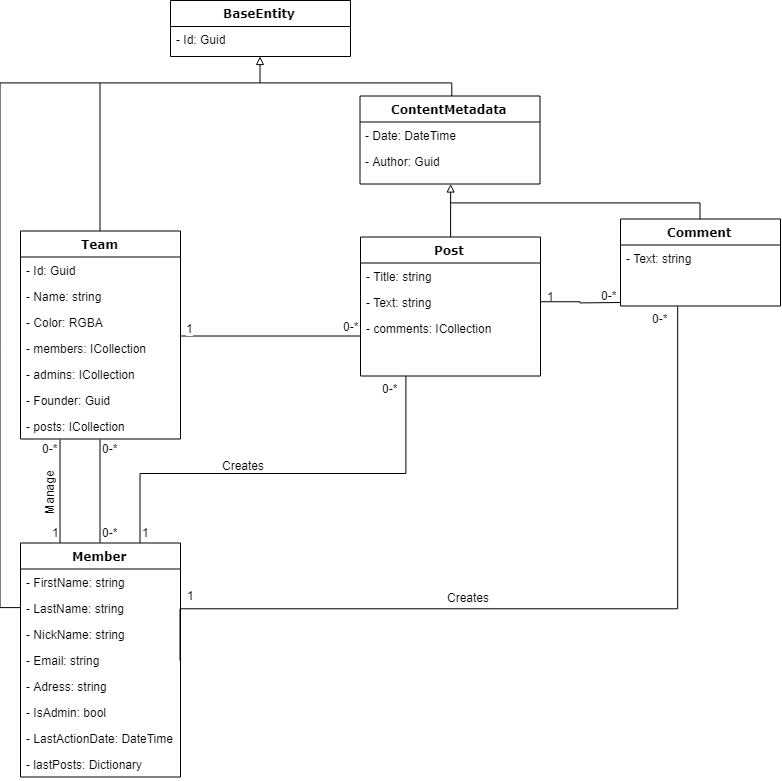 BaseEntity
- Id: Guid
ContentMetadata
- Date: DateTime
- Author: Guid
Team
- Id: Guid
- Name: string
- Color: RGBA
- members: ICollection
- admins: ICollection
- Founder: Guid
- posts: ICollection
Post
- Title: string
- Text: string
- comments: ICollection
Comment
- Text: string
1
0-*
1
0-*
0-*
0-*
0-*
0-*
Manage
1
0-*
1
Creates
Member
- FirstName: string
- LastName: string
- NickName: string
- Email: string
- Adress: string
- IsAdmin: bool
- LastActionDate: DateTime
- lastPosts: Dictionary
1
Creates